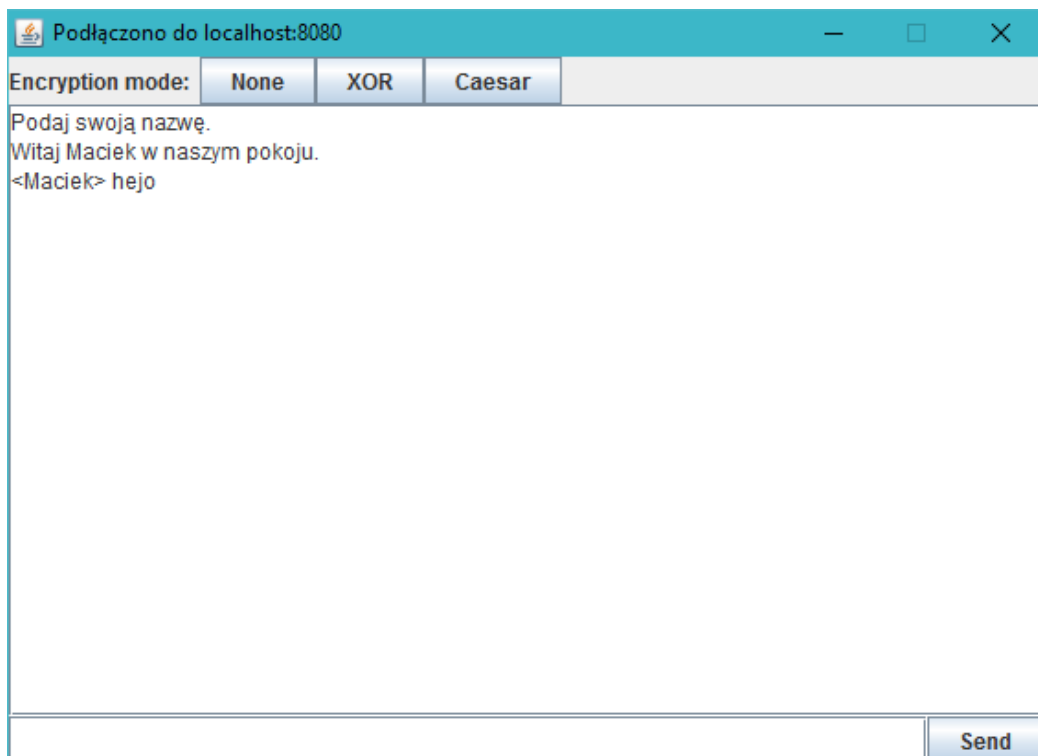 Podłączono do localhost:8080
Encryption mode: None XOR Caesar
Podaj swoją nazwę.
Witaj Maciek w naszym pokoju.
<Maciek> hejo
Send